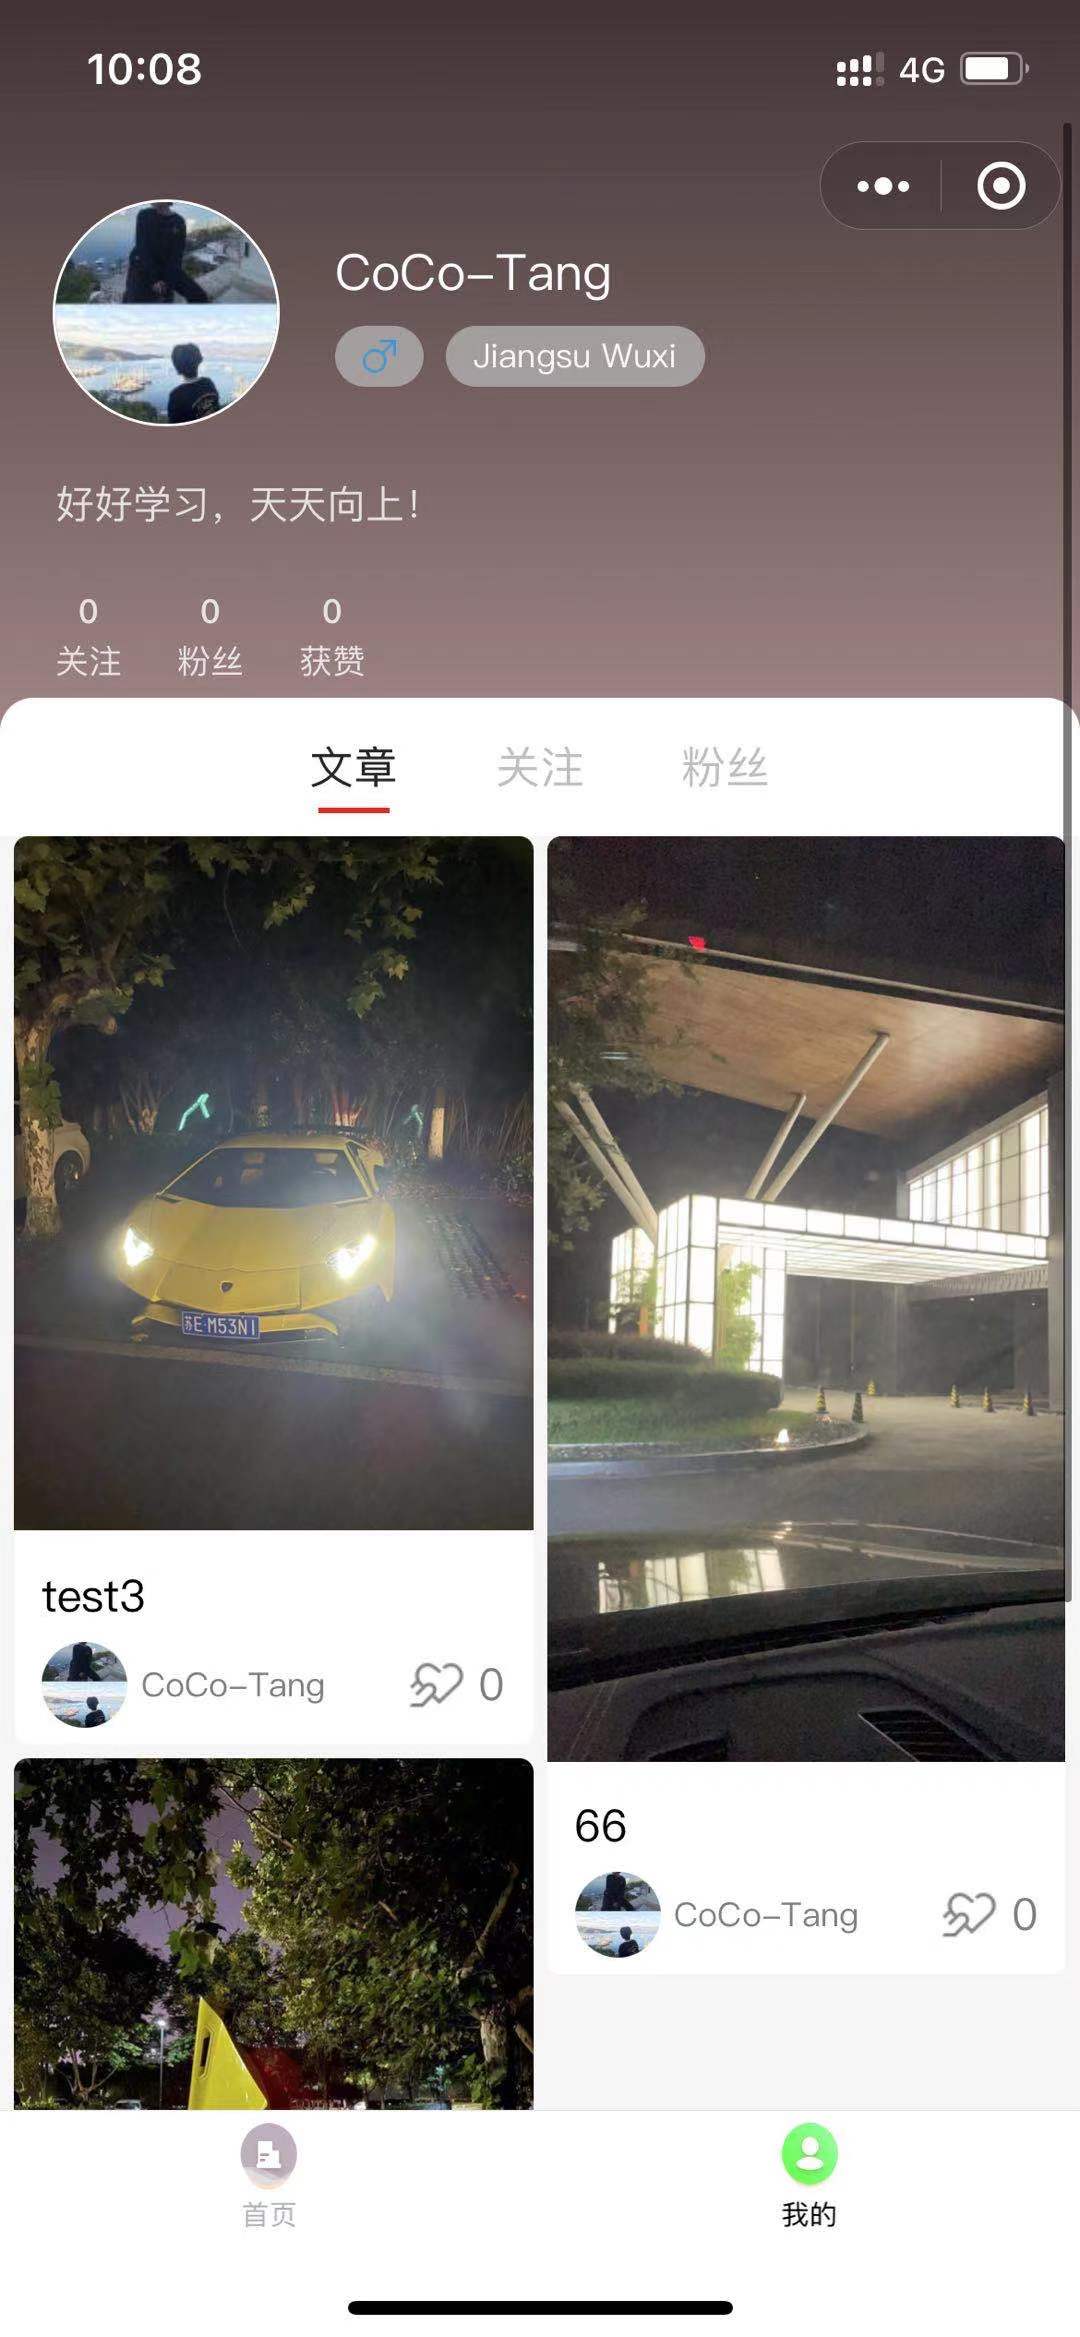 10:08
4G
CoCo-Tang
Jiangsu Wuxi
好好学习，天天向上！
0 0 0
关注 粉丝 获赞
文章 关注 粉丝
苏E·M53N1
test3
CoCo-Tang 0
66
CoCo-Tang 0
首页 我的